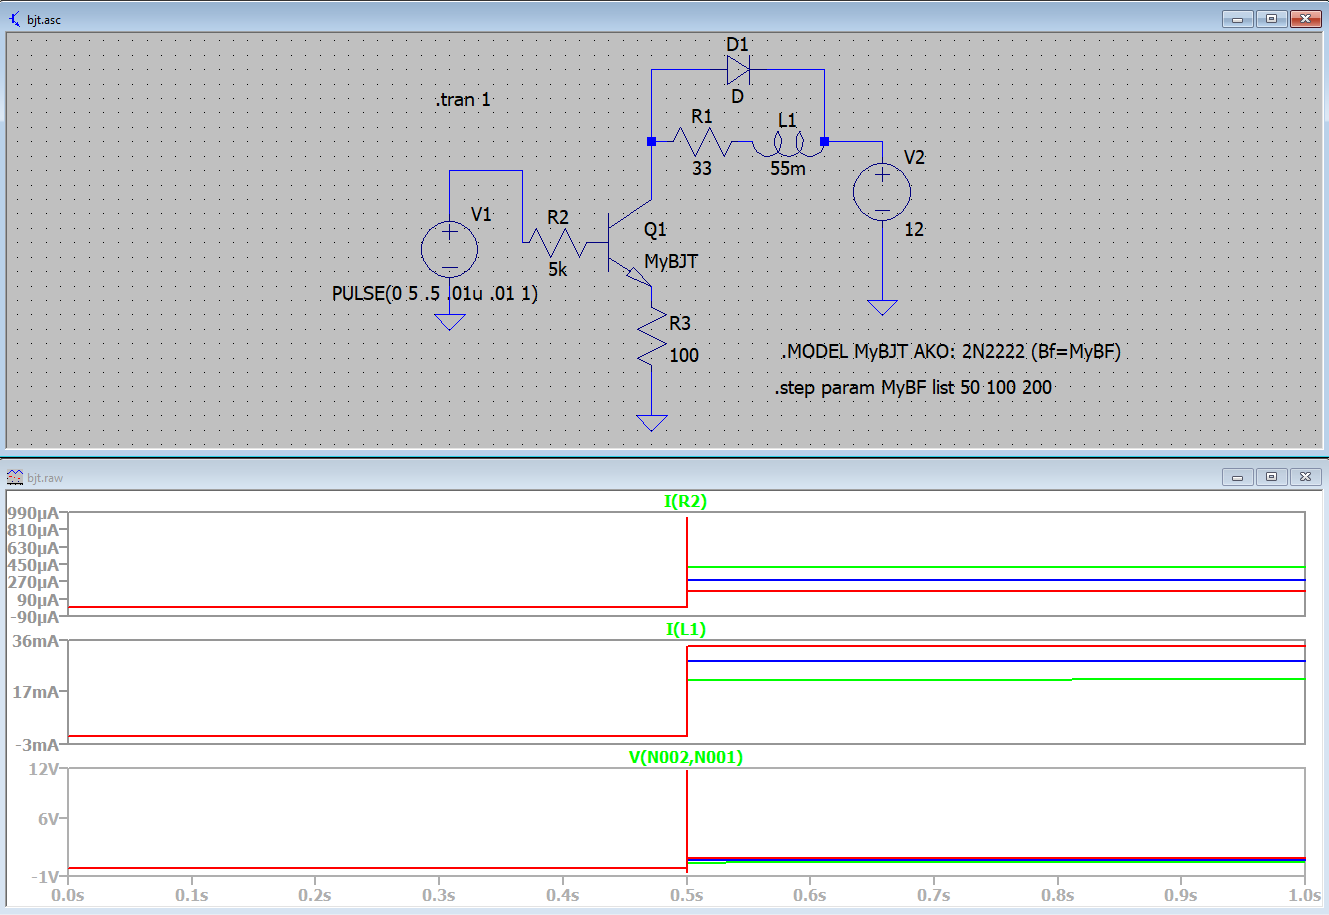 bjt.asc
D1
D
.tran 1
R1
L1
33
55m
V2
12
V1
R2
5k
Q1
MyBJT
PULSE(0 5 .5 .01u .01 1)
R3
100
.MODEL MyBJT AKO: 2N2222 (Bf=MyBF)
.step param MyBF list 50 100 200
bjt.raw
I(R2)
990µA
810µA
630µA
450µA
270µA
90µA
-90µA
I(L1)
36mA
17mA
-3mA
V(N002,N001)
12V
6V
-1V
0.0s 0.1s 0.2s 0.3s 0.4s 0.5s 0.6s 0.7s 0.8s 0.9s 1.0s